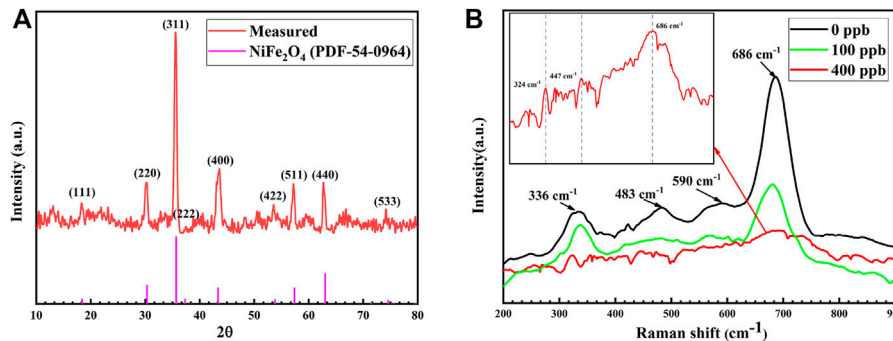 A
Intensity (a.u.)
(311)
Measured
NiFe2O4 (PDF-54-0964)
(111)
(220)
(222)
(400)
(422)
(511)
(440)
(533)
10 20 30 40 50 60 70 80
2θ
B
Intensity(a.u.)
686 cm-1
324 cm-1
447 cm-1
0 ppb
100 ppb
400 ppb
686 cm-1
336 cm-1
483 cm-1
590 cm-1
200 300 400 500 600 700 800
Raman shift (cm-1)